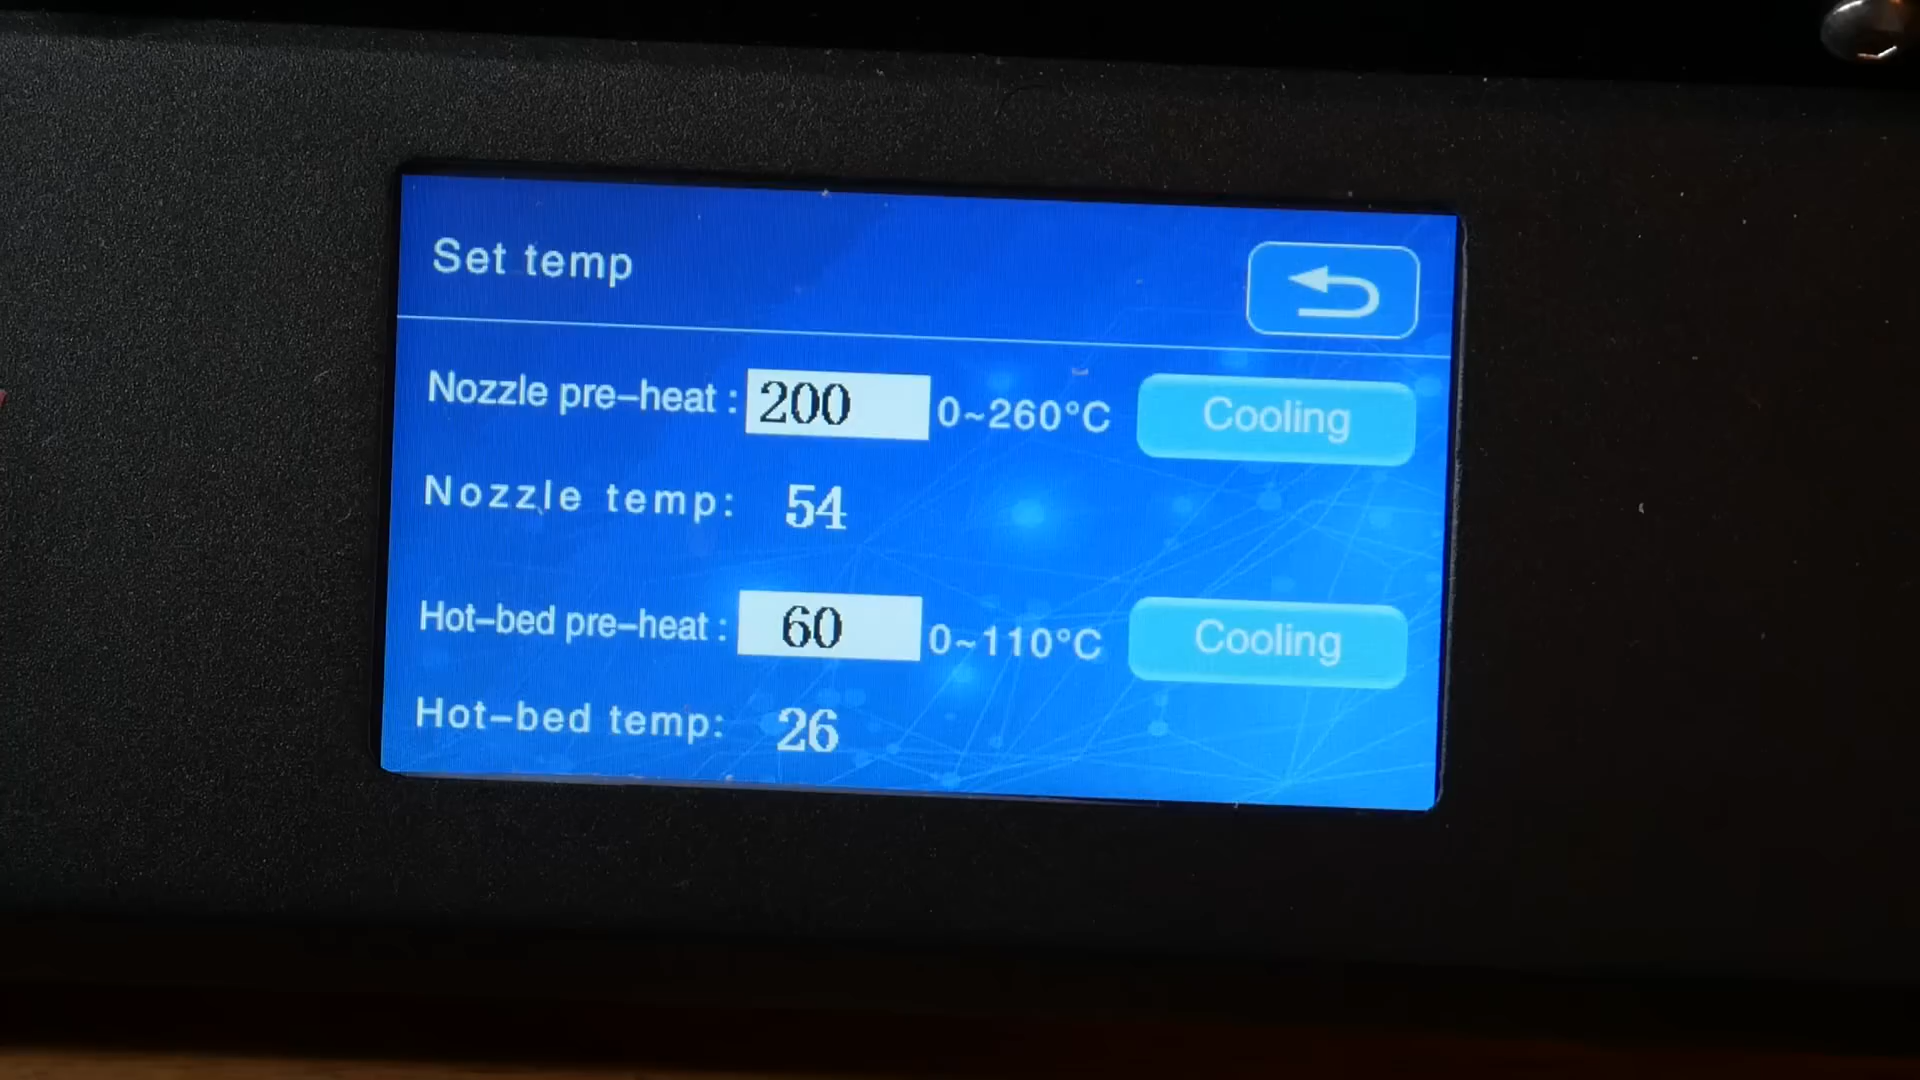 Set temp
Nozzle pre-heat : 200 0~260°C Cooling
Nozzle temp: 54
Hot-bed pre-heat : 60 0~110°C Cooling
Hot-bed temp: 26